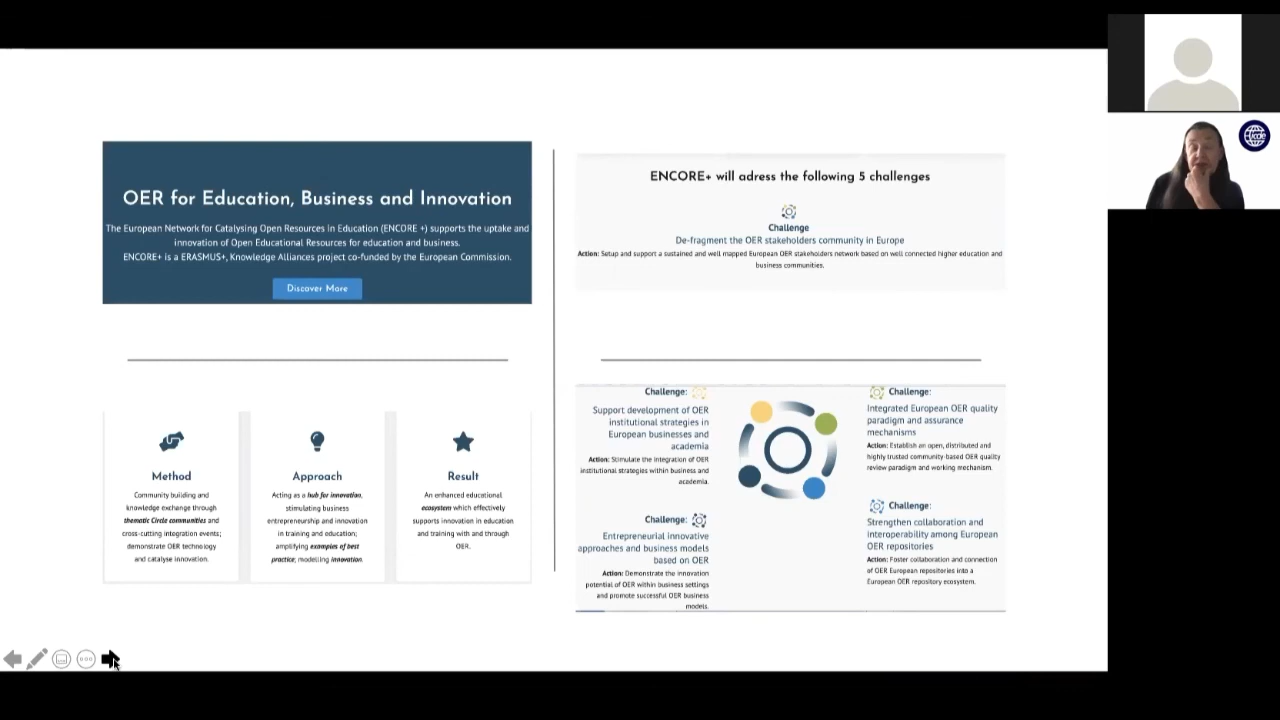 OER for Education, Business and Innovation
The European Network for Catalysing Open Resources in Education (ENCORE +) supports the uptake and
innovation of Open Educational Resources for education and business.
ENCORE+ is a ERASMUS+, Knowledge Alliances project co-funded by the European Commission.
Discover More
Method
Community building and
knowledge exchange through
thematic Circle communities and
cross-cutting integration events;
demonstrate OER technology
and catalyse innovation.
Approach
Acting as a hub for innovation,
stimulating business
entrepreneurship and innovation
in training and education;
amplifying examples of best
practice; modelling innovation.
Result
An enhanced educational
ecosystem which effectively
supports innovation in education
and training with and through
OER.
ENCORE+ will adress the following 5 challenges
Challenge
De-fragment the OER stakeholders community in Europe
Action: Setup and support a sustained and well mapped European OER stakeholders network based on well connected higher education and
business communities.
Challenge:
Support development of OER
institutional strategies in
European businesses and
academia
Action: Stimulate the integration of OER
institutional strategies within business and
academia.
Challenge:
Entrepreneurial innovative
approaches and business models
based on OER
Action: Demonstrate the innovation
potential of OER within business settings
and promote successful OER business
models.
Challenge:
Integrated European OER quality
paradigm and assurance
mechanisms
Action: Establish an open, distributed and
highly trusted community-based OER quality
review paradigm and working mechanism.
Challenge:
Strengthen collaboration and
interoperability among European
OER repositories
Action: Foster collaboration and connection
of OER European repositories into a
European OER repository ecosystem.
icde